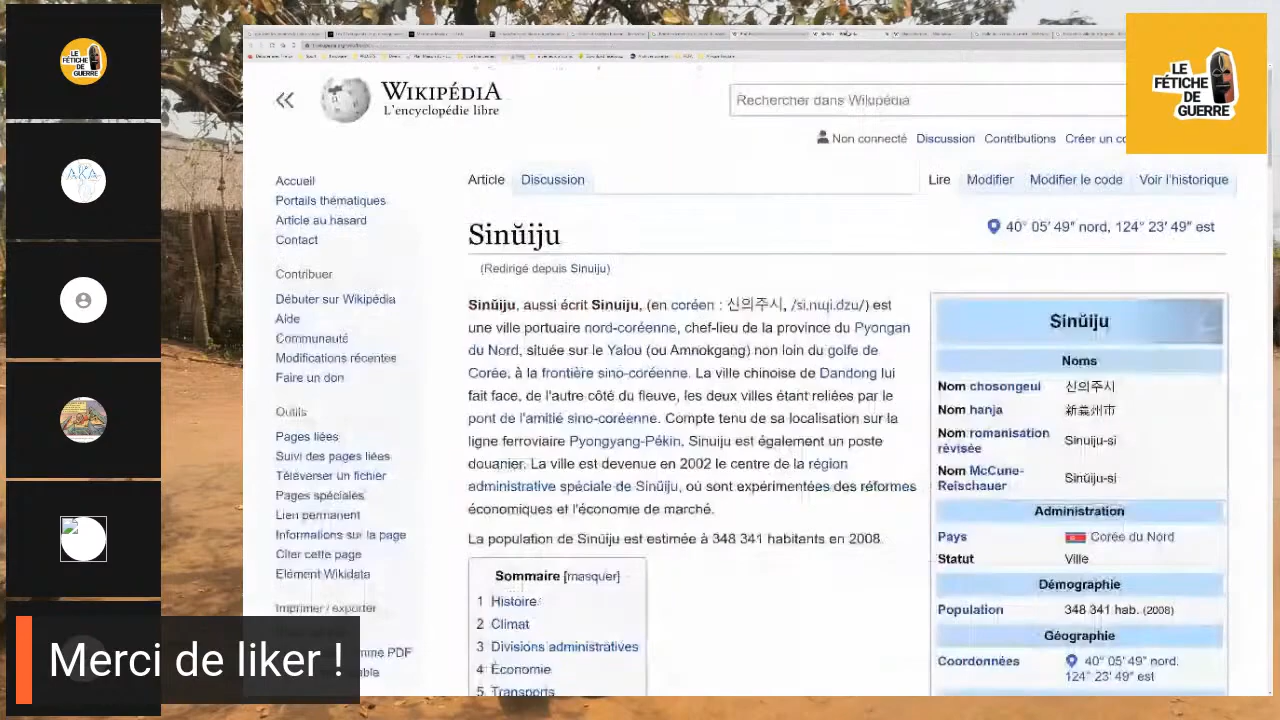 LE
FÉTICHE
DE
GUERRE
AKA
LE
FÉTICHE
DE
GUERRE
WIKIPÉDIA
L'encyclopédie libre
Rechercher dans Wikipédia
Non connecté Discussion Contributions Créer un co
Article Discussion Lire Modifier Modifier le code Voir l'historique
Accueil
Portails thématiques
Article au hasard
Contact
Contribuer
Débuter sur Wikipédia
Aide
Communauté
Modifications récentes
Faire un don
Outils
Pages liées
Suivi des pages liées
Téléverser un fichier
Pages spéciales
Lien permanent
Informations sur la page
Citer cette page
Élément Wikidata
Imprimer / exporter
mme PDF
ble
Sinŭiju
40° 05′ 49″ nord, 124° 23′ 49″ est
(Redirigé depuis Sinuiju)
Sinŭiju, aussi écrit Sinuiju, (en coréen : 신의주시, /si.nɰi.dzu/) est
une ville portuaire nord-coréenne, chef-lieu de la province du Pyongan
du Nord, située sur le Yalou (ou Amnokgang) non loin du golfe de
Corée, à la frontière sino-coréenne. La ville chinoise de Dandong lui
fait face, de l'autre côté du fleuve, les deux villes étant reliées par le
pont de l'amitié sino-coréenne. Compte tenu de sa localisation sur la
ligne ferroviaire Pyongyang-Pékin, Sinuiju est également un poste
douanier. La ville est devenue en 2002 le centre de la région
administrative spéciale de Sinŭiju, où sont expérimentées des réformes
économiques et l'économie de marché.
La population de Sinŭiju est estimée à 348 341 habitants en 2008.
Sommaire [masquer]
1 Histoire
2 Climat
3 Divisions administratives
4 Économie
5 Transports
Sinŭiju
Noms
Nom chosongeul 신의주시
Nom hanja 新義州市
Nom romanisation
révisée Sinuiju-si
Nom McCune-
Reischauer Sinŭiju-si
Administration
Pays Corée du Nord
Statut Ville
Démographie
Population 348 341 hab. (2008)
Géographie
Coordonnées 40° 05′ 49″ nord,
124° 23′ 49″ est
Merci de liker !